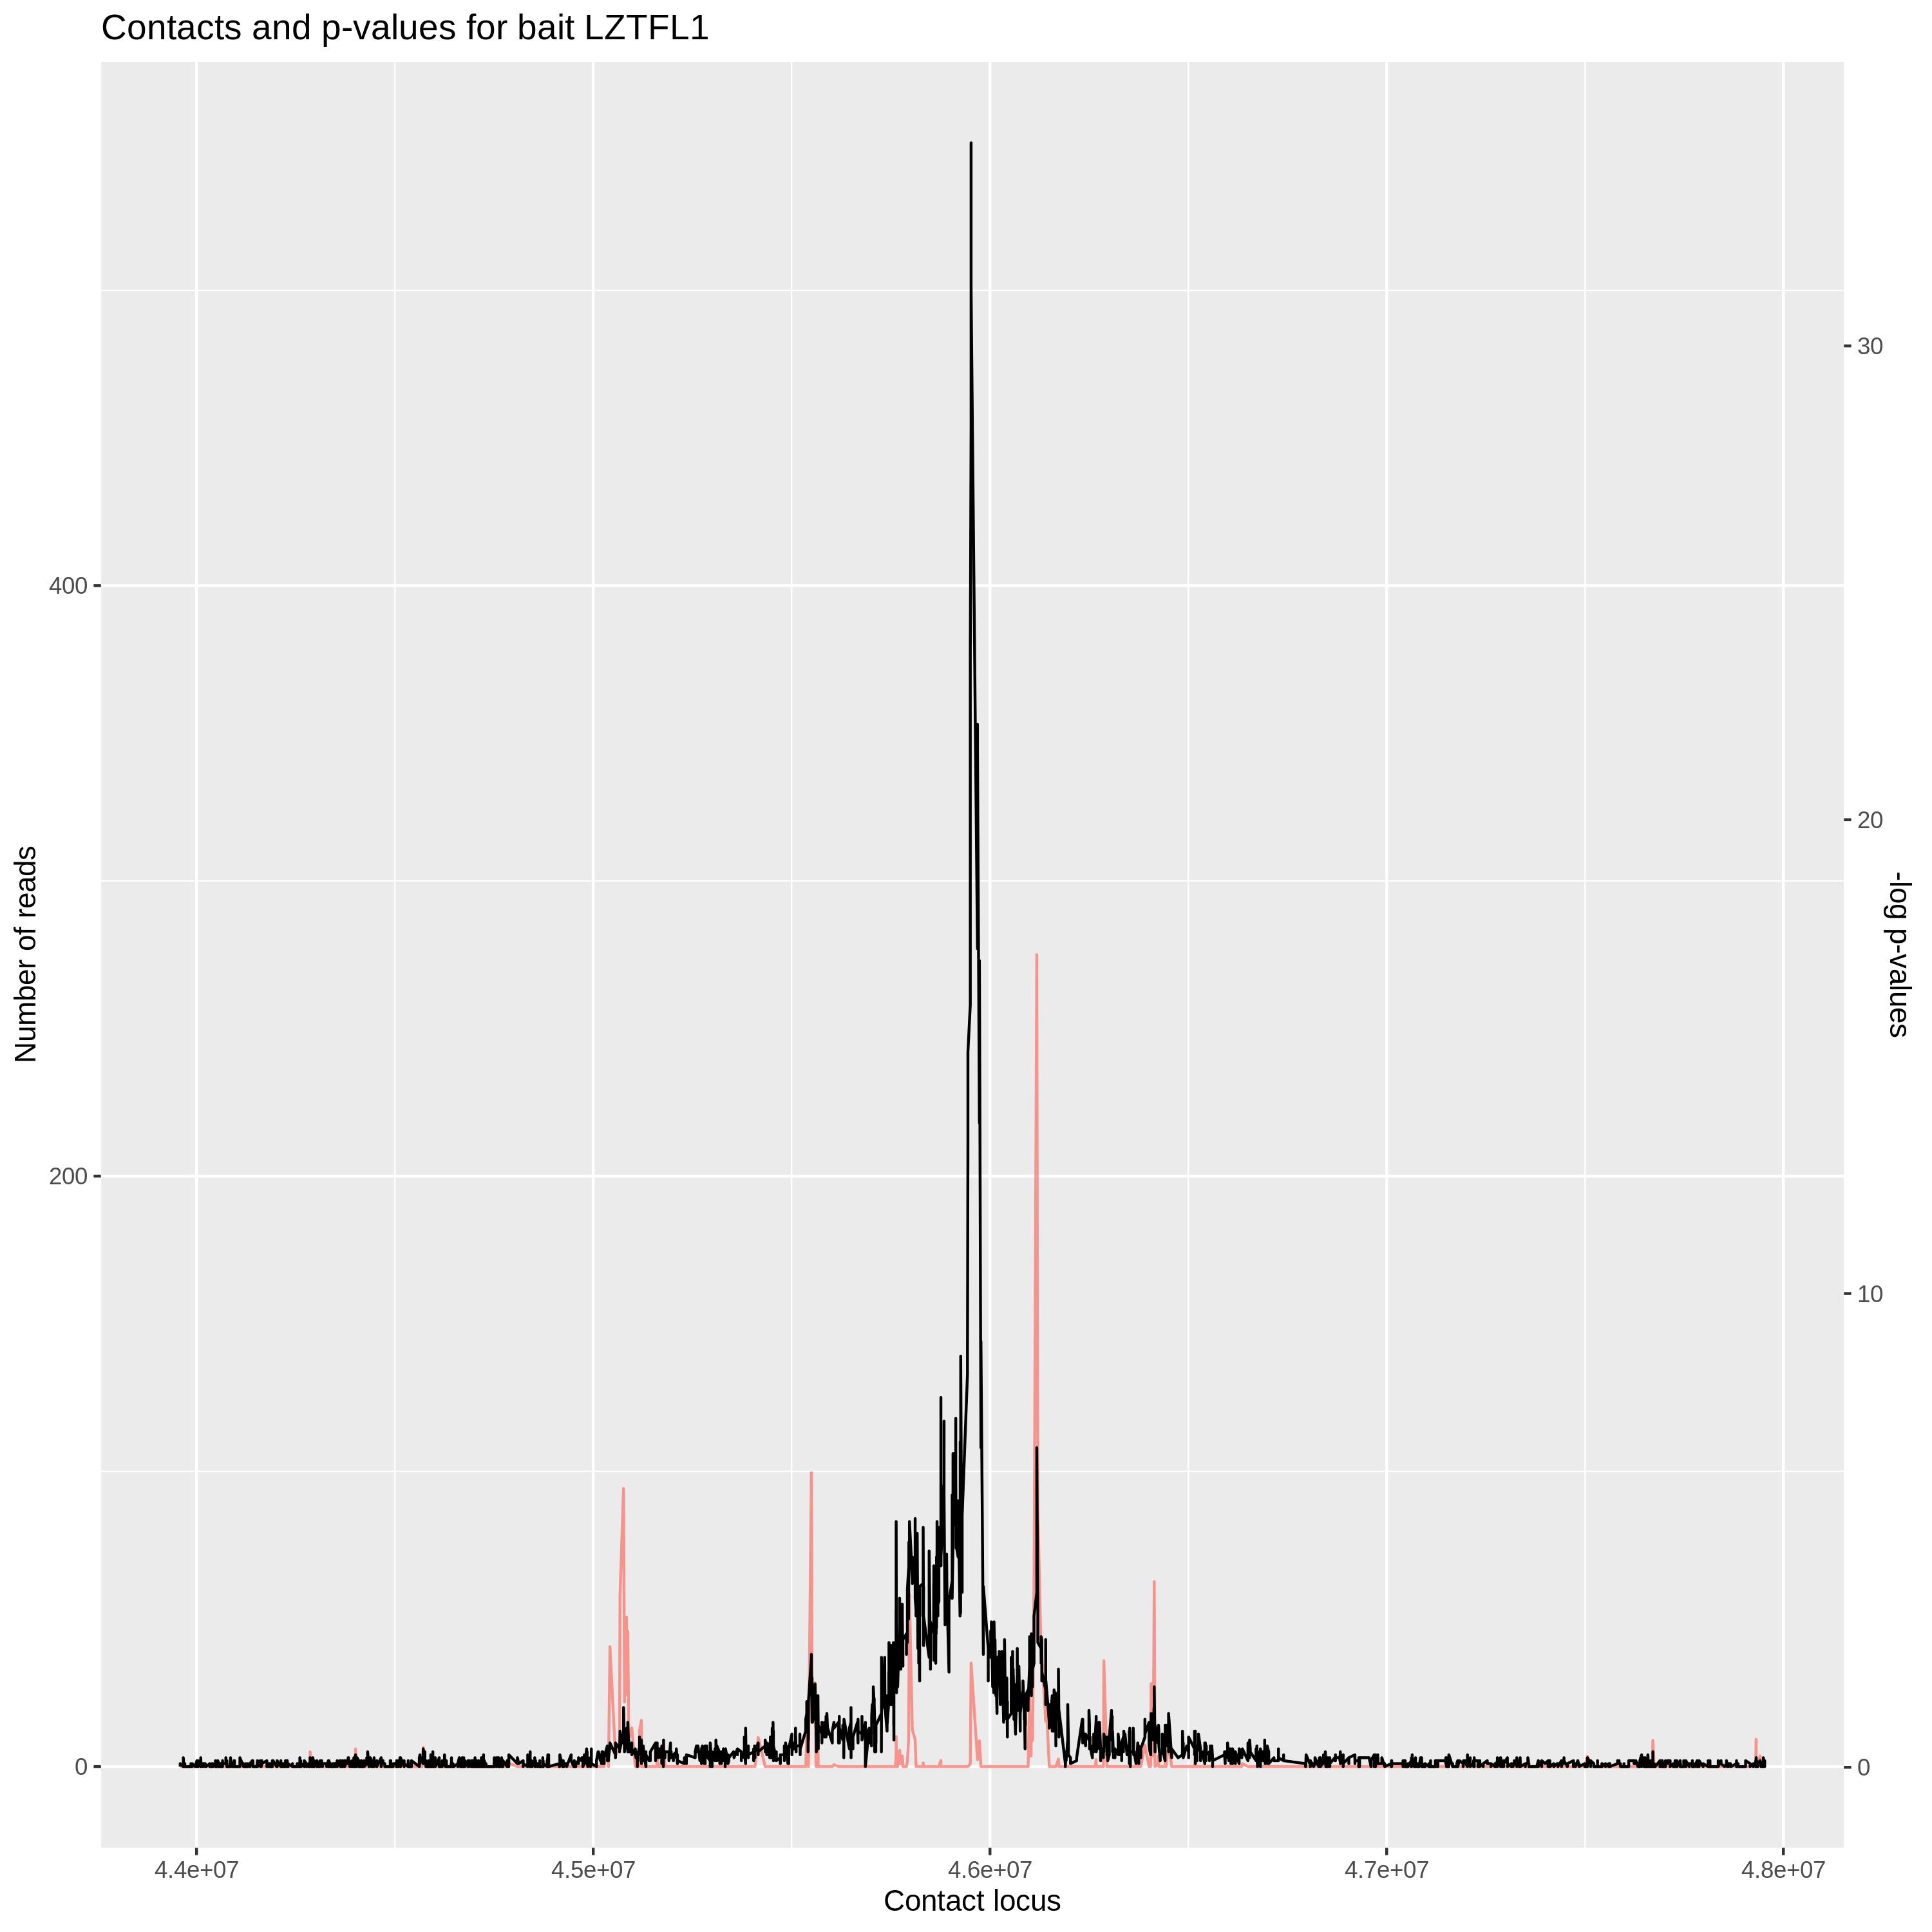 Contacts and p-values for bait LZTFL1
Number of reads
400
200
0
30
20
10
0
-log p-values
4.4e+07
4.5e+07
4.6e+07
4.7e+07
4.8e+07
Contact locus